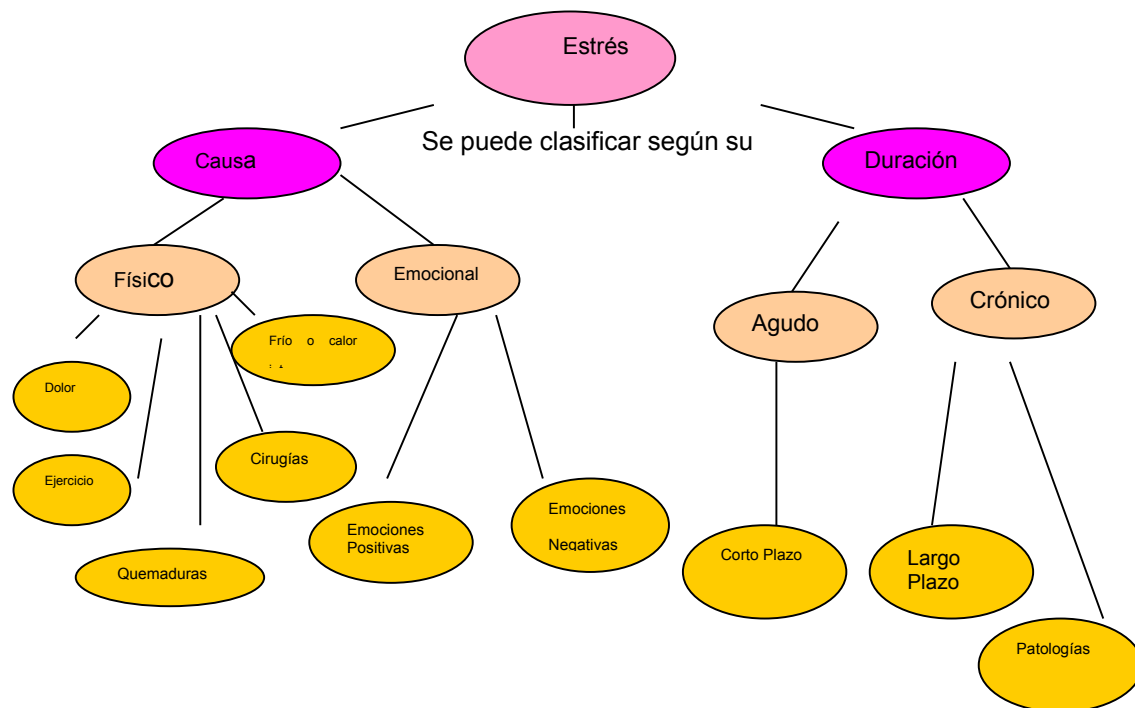 Estrés
Se puede clasificar según su
Causa
Duración
Físico
Emocional
Agudo
Crónico
Frío o calor
Dolor
Ejercicio
Cirugías
Quemaduras
Emociones
Positivas
Emociones
Negativas
Corto Plazo
Largo
Plazo
Patologías